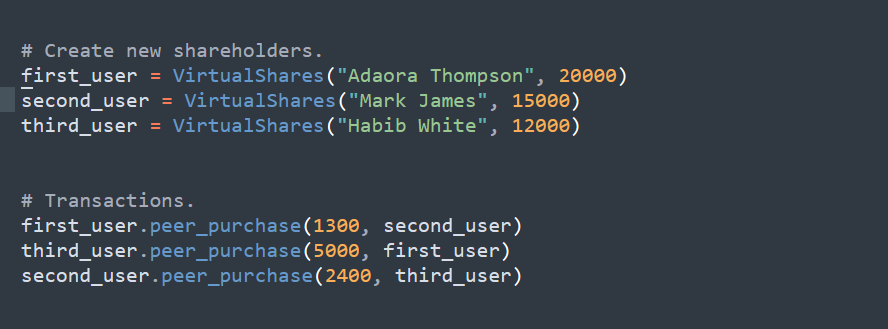 # Create new shareholders.
first_user = VirtualShares("Adaora Thompson", 20000)
second_user = VirtualShares("Mark James", 15000)
third_user = VirtualShares("Habib White", 12000)
# Transactions.
first_user.peer_purchase(1300, second_user)
third_user.peer_purchase(5000, first_user)
second_user.peer_purchase(2400, third_user)